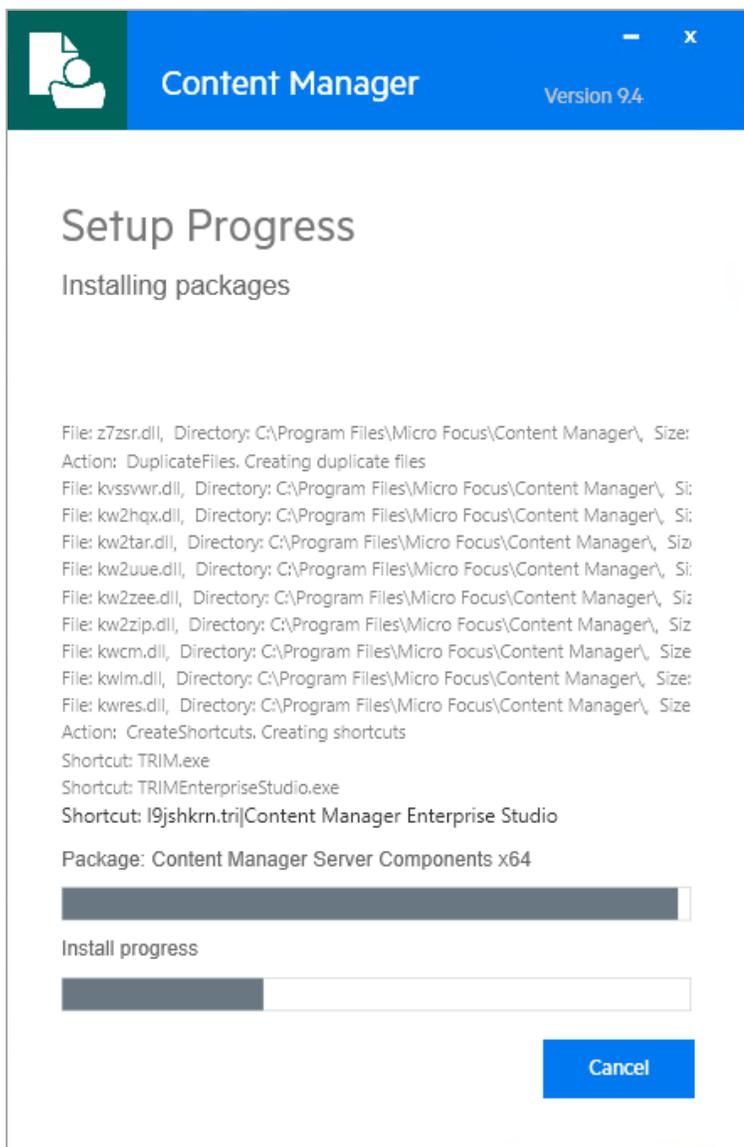 Content Manager
Version 9.4
Setup Progress
Installing packages
File: z7zsr.dll, Directory: C:\Program Files\Micro Focus\Content Manager\, Size:
Action: DuplicateFiles. Creating duplicate files
File: kvssvwr.dll, Directory: C:\Program Files\Micro Focus\Content Manager\, Si
File: kw2hqx.dll, Directory: C:\Program Files\Micro Focus\Content Manager\, Si
File: kw2tar.dll, Directory: C:\Program Files\Micro Focus\Content Manager\, Siz
File: kw2uue.dll, Directory: C:\Program Files\Micro Focus\Content Manager\, Si
File: kw2zee.dll, Directory: C:\Program Files\Micro Focus\Content Manager\, Siz
File: kw2zip.dll, Directory: C:\Program Files\Micro Focus\Content Manager\, Siz
File: kwcm.dll, Directory: C:\Program Files\Micro Focus\Content Manager\, Size
File: kwlm.dll, Directory: C:\Program Files\Micro Focus\Content Manager\, Size:
File: kwres.dll, Directory: C:\Program Files\Micro Focus\Content Manager\, Size
Action: CreateShortcuts. Creating shortcuts
Shortcut: TRIM.exe
Shortcut: TRIMEnterpriseStudio.exe
Shortcut: l9jshkrn.tri|Content Manager Enterprise Studio
Package: Content Manager Server Components x64
Install progress
Cancel